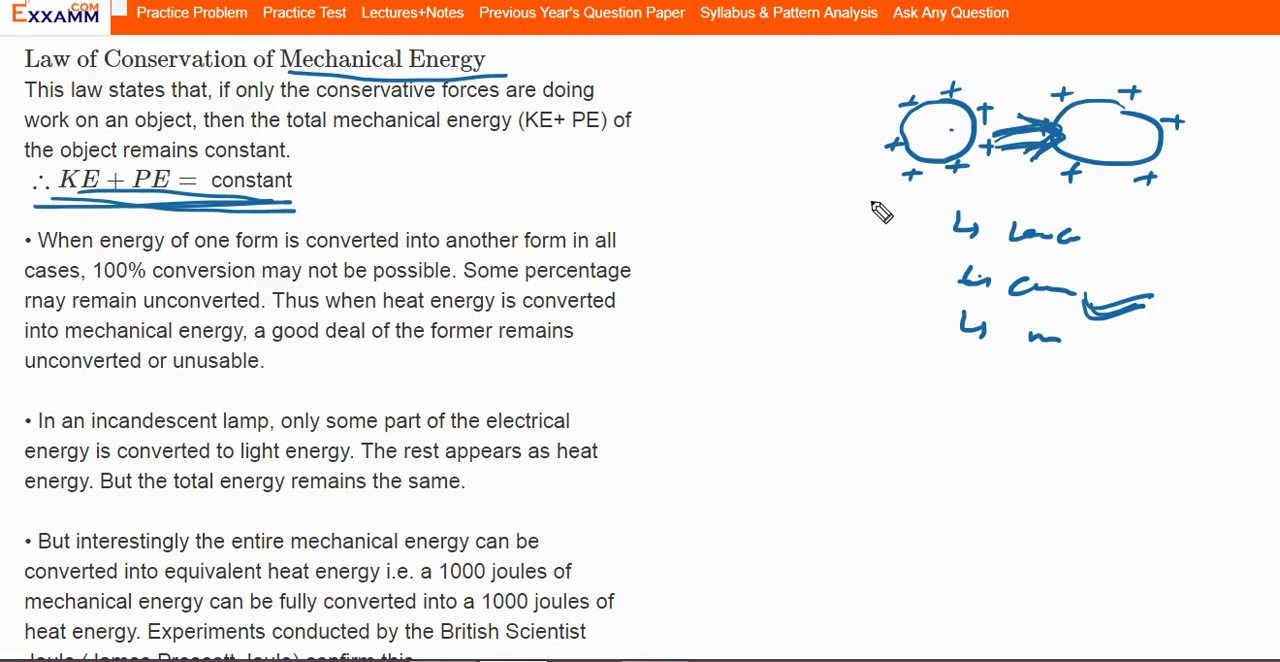 EXXAMM .COM
Practice Problem Practice Test Lectures+Notes Previous Year's Question Paper Syllabus & Pattern Analysis Ask Any Question
Law of Conservation of Mechanical Energy
This law states that, if only the conservative forces are doing
work on an object, then the total mechanical energy (KE+ PE) of
the object remains constant.
∴ KE + PE = constant
• When energy of one form is converted into another form in all
cases, 100% conversion may not be possible. Some percentage
rnay remain unconverted. Thus when heat energy is converted
into mechanical energy, a good deal of the former remains
unconverted or unusable.
• In an incandescent lamp, only some part of the electrical
energy is converted to light energy. The rest appears as heat
energy. But the total energy remains the same.
• But interestingly the entire mechanical energy can be
converted into equivalent heat energy i.e. a 1000 joules of
mechanical energy can be fully converted into a 1000 joules of
heat energy. Experiments conducted by the British Scientist
Joule (James Prescott Joule) confirm this.
+ + + + + + +
+ + + + +